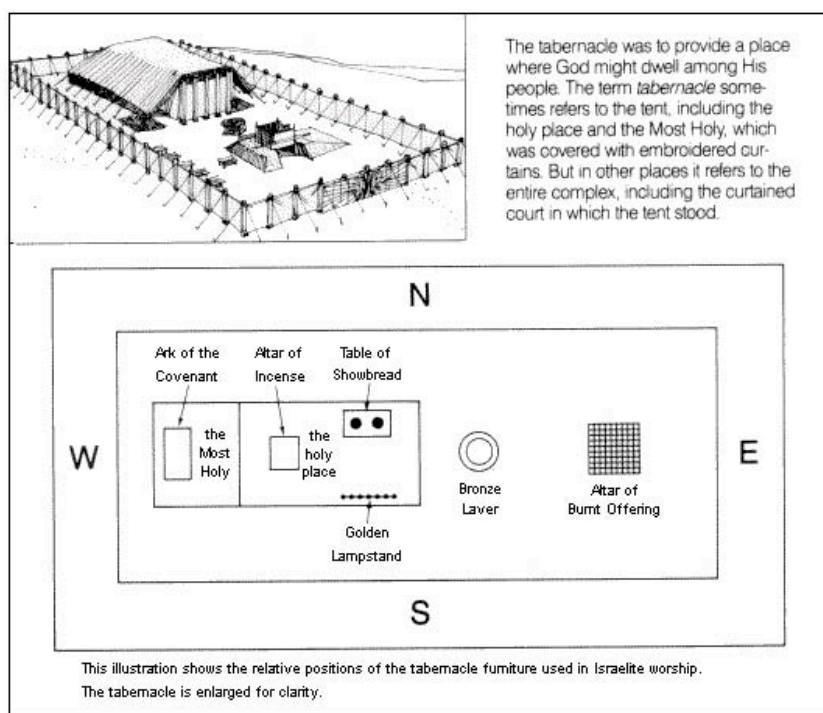 The tabernacle was to provide a place
where God might dwell among His
people. The term tabernacle some-
times refers to the tent, including the
holy place and the Most Holy, which
was covered with embroidered cur-
tains. But in other places it refers to the
entire complex, including the curtained
court in which the tent stood.
N
Ark of the
Covenant
Altar of
Incense
Table of
Showbread
W
the
Most
Holy
the
holy
place
E
Bronze
Laver
Altar of
Burnt Offering
Golden
Lampstand
S
This illustration shows the relative positions of the tabernacle furniture used in Israelite worship.
The tabernacle is enlarged for clarity.